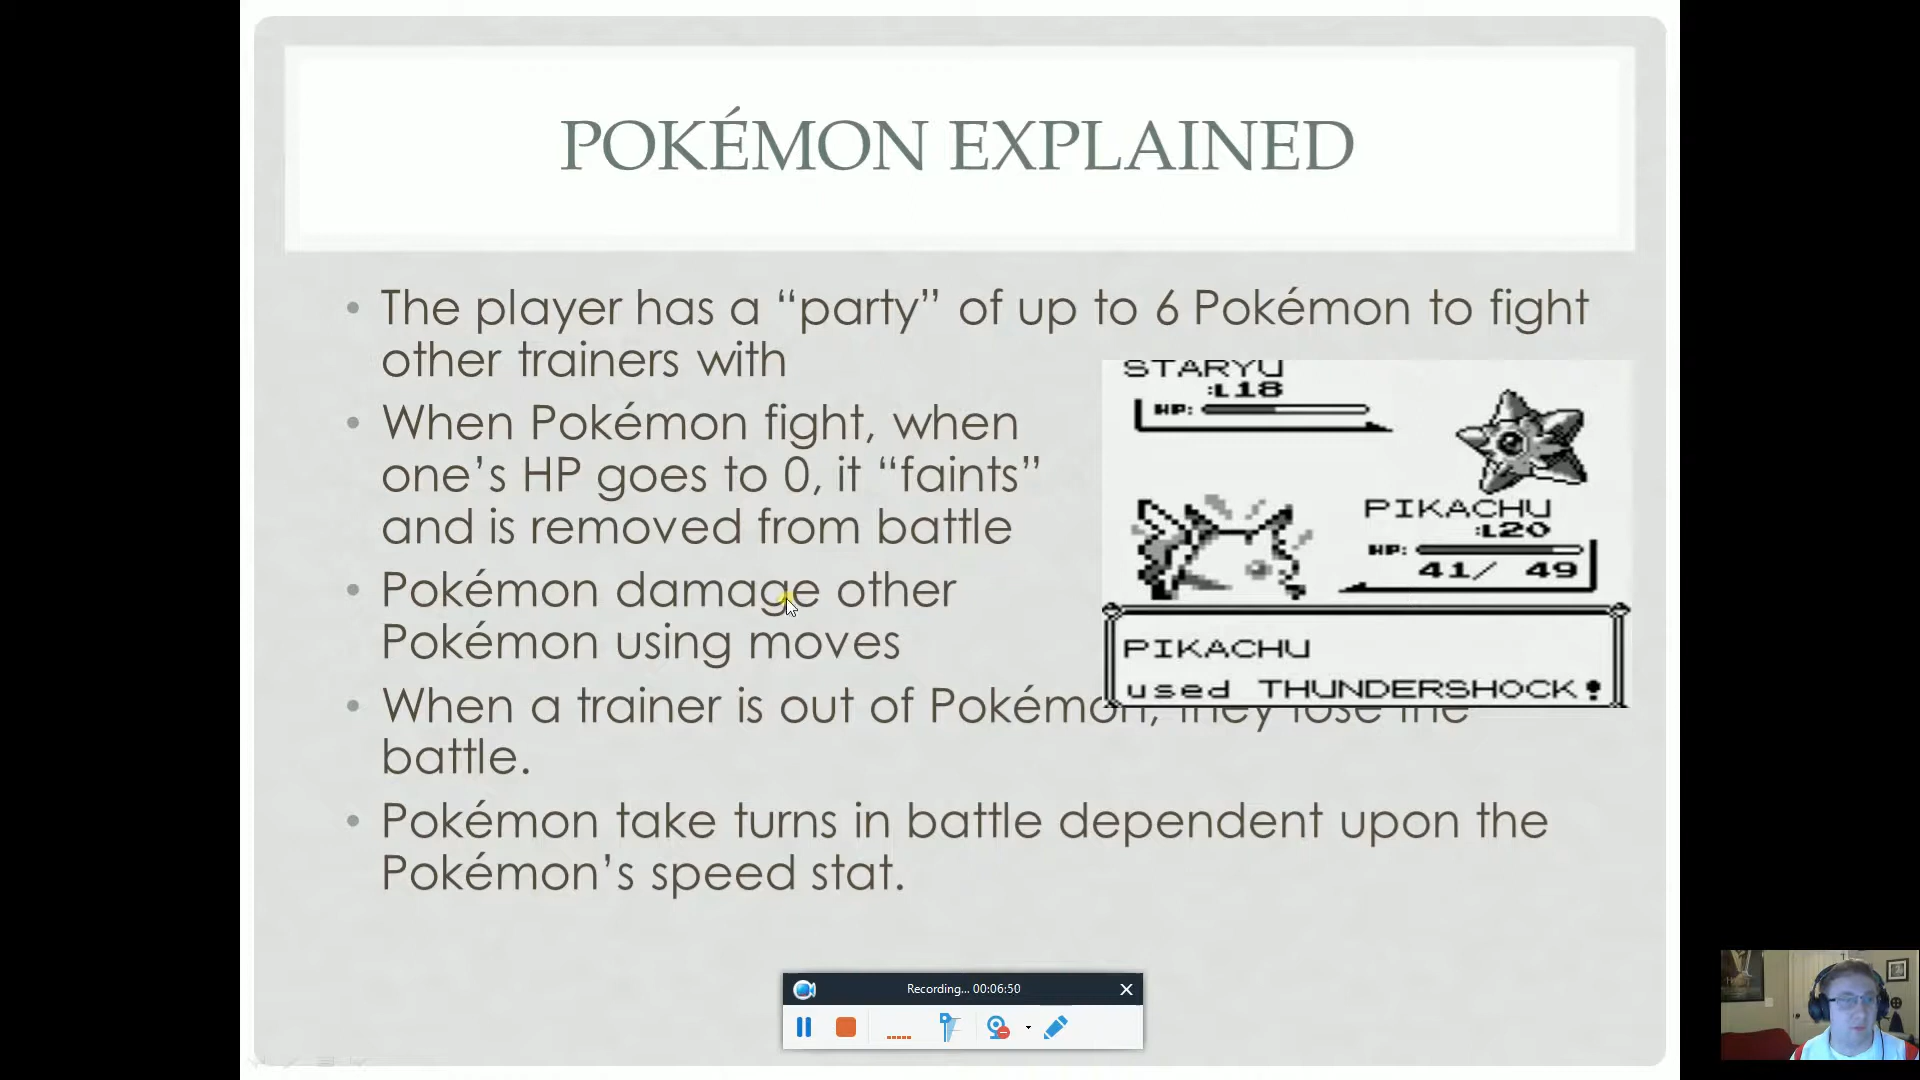 POKÉMON EXPLAINED
• The player has a “party” of up to 6 Pokémon to fight
other trainers with
• When Pokémon fight, when
one’s HP goes to 0, it “faints”
and is removed from battle
• Pokémon damage other
Pokémon using moves
• When a trainer is out of Pokémon, they lose the
battle.
• Pokémon take turns in battle dependent upon the
Pokémon’s speed stat.
STARYU
:L18
HP:
PIKACHU
:L20
HP:
41/ 49
PIKACHU
used THUNDERSHOCK!
Recording... 00:06:50